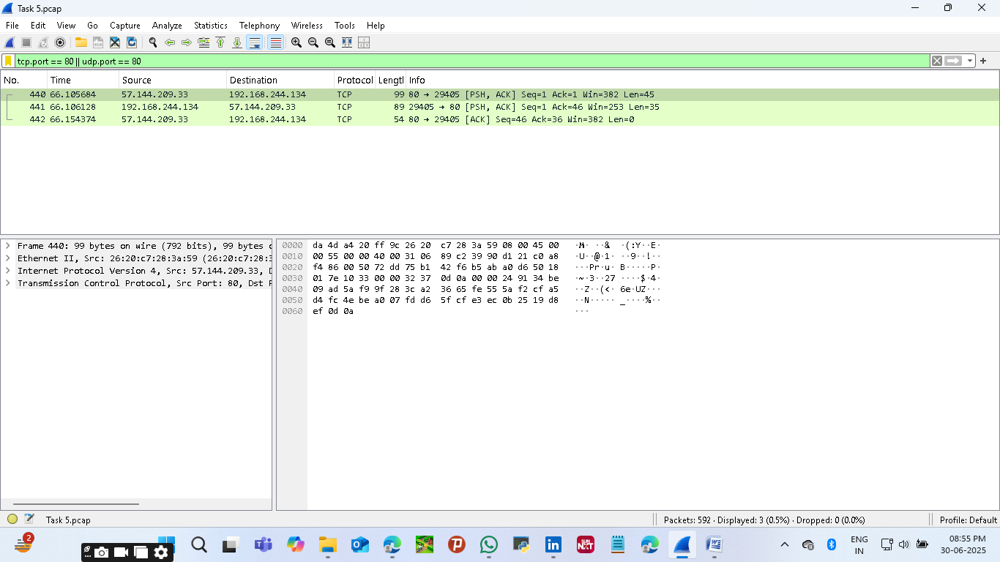 Task 5.pcap
File Edit View Go Capture Analyze Statistics Telephony Wireless Tools Help
tcp.port == 80 || udp.port == 80
No. Time Source Destination Protocol Lengtl Info
440 66.105684 57.144.209.33 192.168.244.134 TCP 99 80 → 29405 [PSH, ACK] Seq=1 Ack=1 Win=382 Len=45
441 66.106128 192.168.244.134 57.144.209.33 TCP 89 29405 → 80 [PSH, ACK] Seq=1 Ack=46 Win=253 Len=35
442 66.154374 57.144.209.33 192.168.244.134 TCP 54 80 → 29405 [ACK] Seq=46 Ack=36 Win=382 Len=0
Frame 440: 99 bytes on wire (792 bits), 99 bytes c
Ethernet II, Src: 26:20:c7:28:3a:59 (26:20:c7:28:3
Internet Protocol Version 4, Src: 57.144.209.33, D
Transmission Control Protocol, Src Port: 80, Dst P
0000 da 4d a4 20 ff 9c 26 20 c7 28 3a 59 08 00 45 00 ·M· ··& ·(:Y··E·
0010 00 55 00 00 40 00 31 06 89 c2 39 90 d1 21 c0 a8 ·U··@·1· ··9··!··
0020 f4 86 00 50 72 dd 75 b1 42 f6 b5 ab a0 d6 50 18 ···Pr·u· B·····P·
0030 01 7e 10 33 00 00 32 37 0d 0a 00 00 24 91 34 be ·~·3··27 ····$·4·
0040 09 ad 5a f9 9f 28 3c a2 36 65 fe 55 5a f2 cf a5 ··Z··(<· 6e·UZ···
0050 d4 fc 4e be a0 07 fd d6 5f cf e3 ec 0b 25 19 d8 ··N····· _····%··
0060 ef 0d 0a ···
Task 5.pcap
Packets: 592 · Displayed: 3 (0.5%) · Dropped: 0 (0.0%)
Profile: Default
2
ENG
IN
08:55 PM
30-06-2025